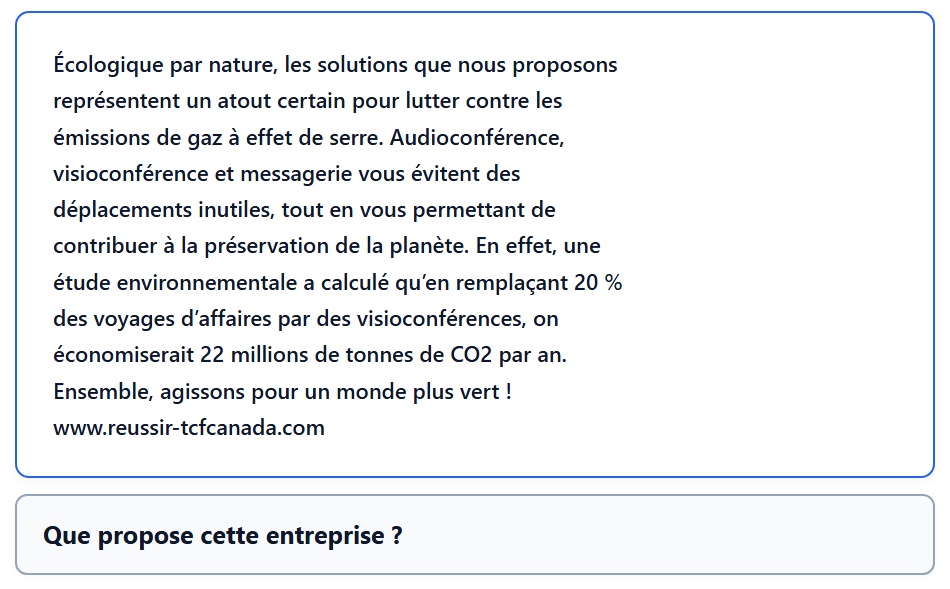 Écologique par nature, les solutions que nous proposons
représentent un atout certain pour lutter contre les
émissions de gaz à effet de serre. Audioconférence,
visioconférence et messagerie vous évitent des
déplacements inutiles, tout en vous permettant de
contribuer à la préservation de la planète. En effet, une
étude environnementale a calculé qu’en remplaçant 20 %
des voyages d’affaires par des visioconférences, on
économiserait 22 millions de tonnes de CO2 par an.
Ensemble, agissons pour un monde plus vert !
www.reussir-tcfcanada.com
Que propose cette entreprise ?